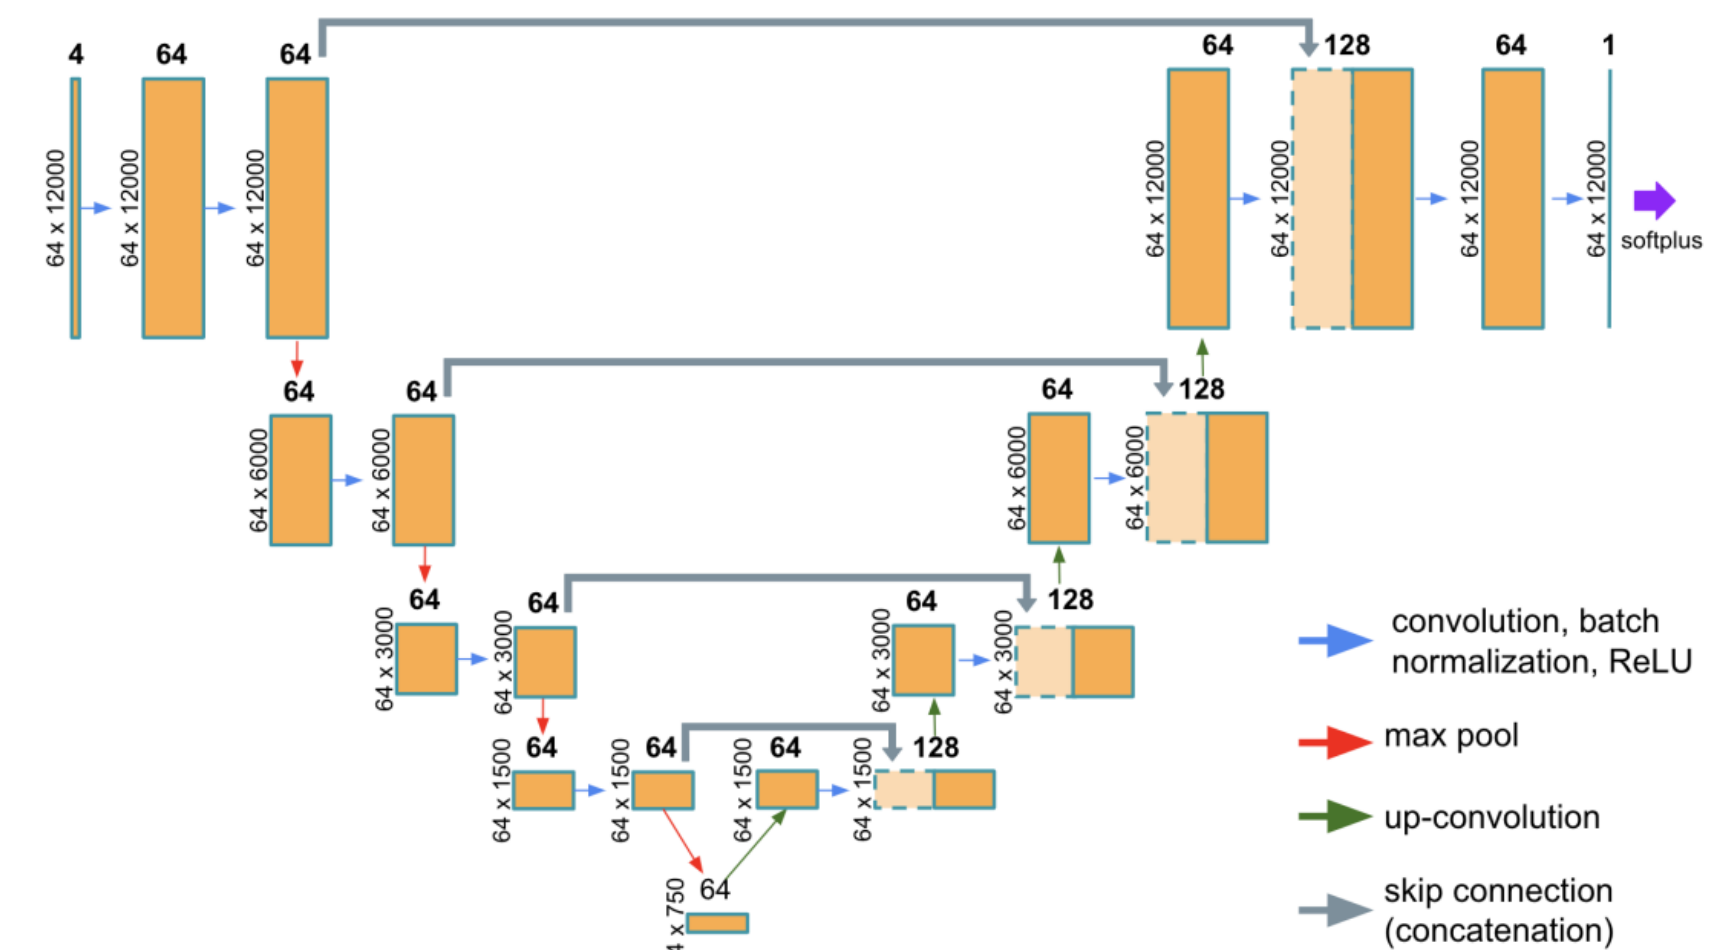 4
64
64
64
128
64
1
64 x 12000
64 x 12000
64 x 12000
64 x 12000
64 x 12000
64 x 12000
64 x 12000
softplus
64
64
64
128
64 x 6000
64 x 6000
64 x 6000
64 x 6000
64
64
64
128
64 x 3000
64 x 3000
64 x 3000
64 x 3000
64
64
64
128
64 x 1500
64 x 1500
64 x 1500
64 x 1500
64
x 750
convolution, batch
normalization, ReLU
max pool
up-convolution
skip connection
(concatenation)